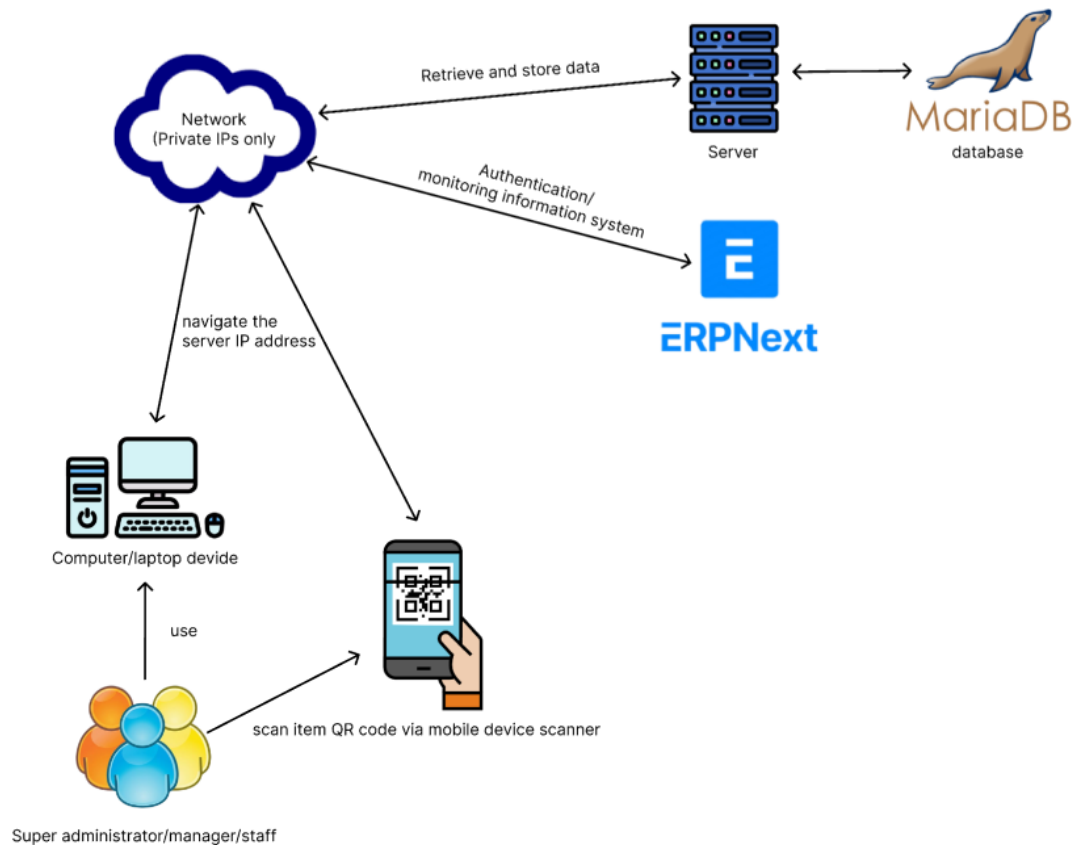 Network
(Private IPs only
Retrieve and store data
Server
MariaDB
database
Authentication/
monitoring information system
E
ERPNext
navigate the
server IP address
Computer/laptop devide
use
scan item QR code via mobile device scanner
Super administrator/manager/staff